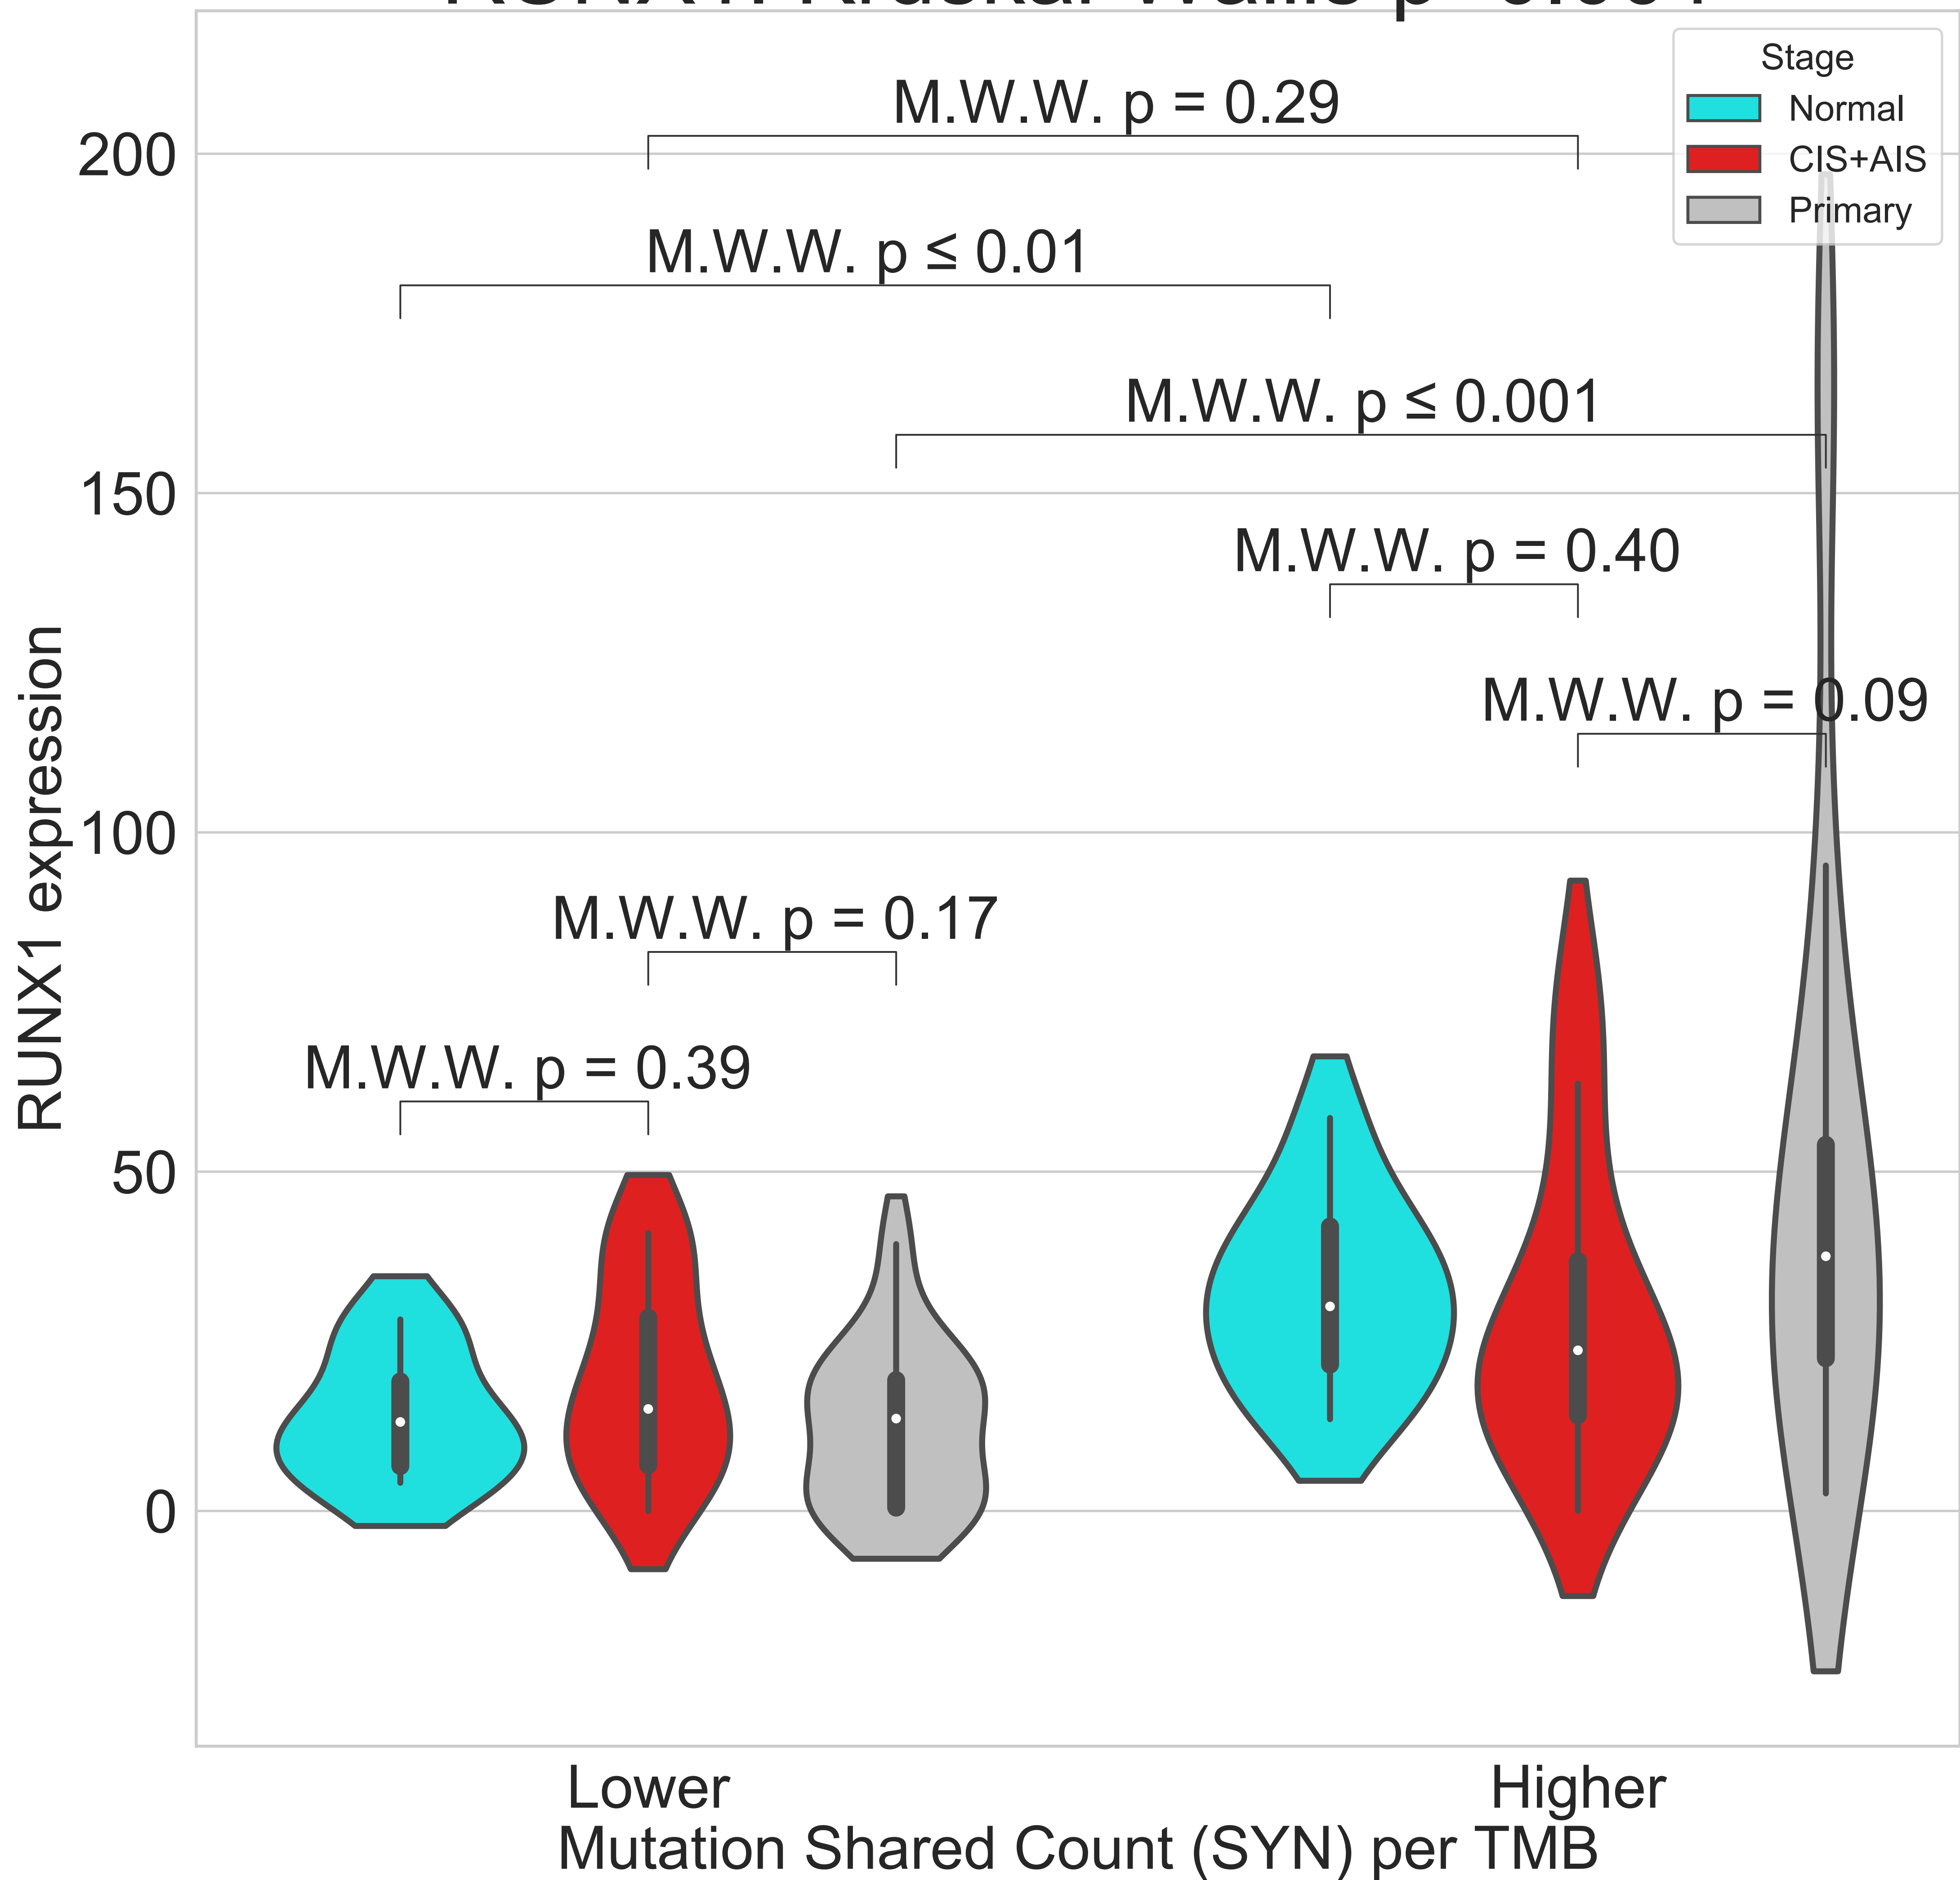 Stage
Normal
CIS+AIS
Primary
M.W.W. p = 0.29
M.W.W. p ≤ 0.01
M.W.W. p ≤ 0.001
M.W.W. p = 0.40
M.W.W. p = 0.09
M.W.W. p = 0.17
M.W.W. p = 0.39
200
150
100
50
0
RUNX1 expression
Lower
Higher
Mutation Shared Count (SYN) per TMB